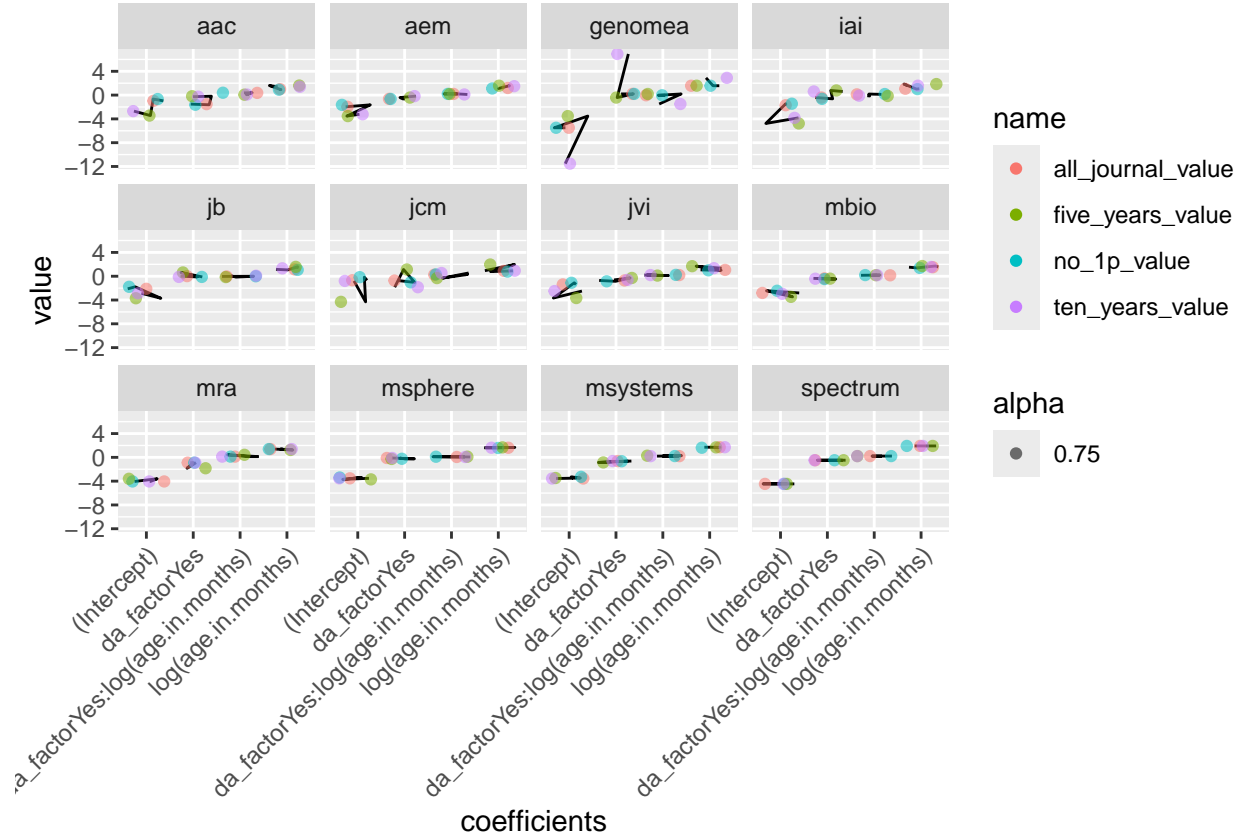 aac
aem
genomea
iai
4
0
−4
−8
−12
jb
jcm
jvi
mbio
4
0
−4
−8
−12
mra
msphere
msystems
spectrum
4
0
−4
−8
−12
value
(Intercept)
da_factorYes
da_factorYes:log(age.in.months)
log(age.in.months)
(Intercept)
da_factorYes
da_factorYes:log(age.in.months)
log(age.in.months)
(Intercept)
da_factorYes
da_factorYes:log(age.in.months)
log(age.in.months)
(Intercept)
da_factorYes
da_factorYes:log(age.in.months)
log(age.in.months)
coefficients
name
all_journal_value
five_years_value
no_1p_value
ten_years_value
alpha
0.75